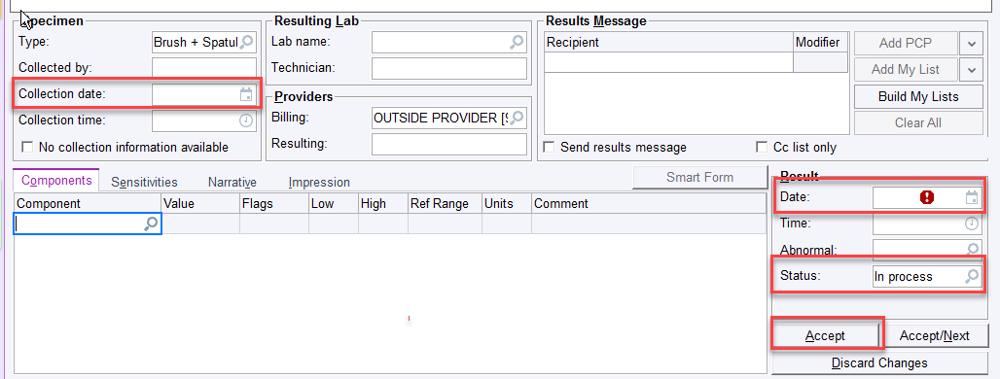 Specimen
Type: Brush + Spatul
Collected by:
Collection date:
Collection time:
No collection information available
Resulting Lab
Lab name:
Technician:
Providers
Billing: OUTSIDE PROVIDER [S
Resulting:
Results Message
Recipient Modifier
Add PCP
Add My List
Build My Lists
Clear All
Send results message Cc list only
Components Sensitivities Narrative Impression
Smart Form
Component Value Flags Low High Ref Range Units Comment
Result
Date:
Time:
Abnormal:
Status: In process
Accept Accept/Next
Discard Changes